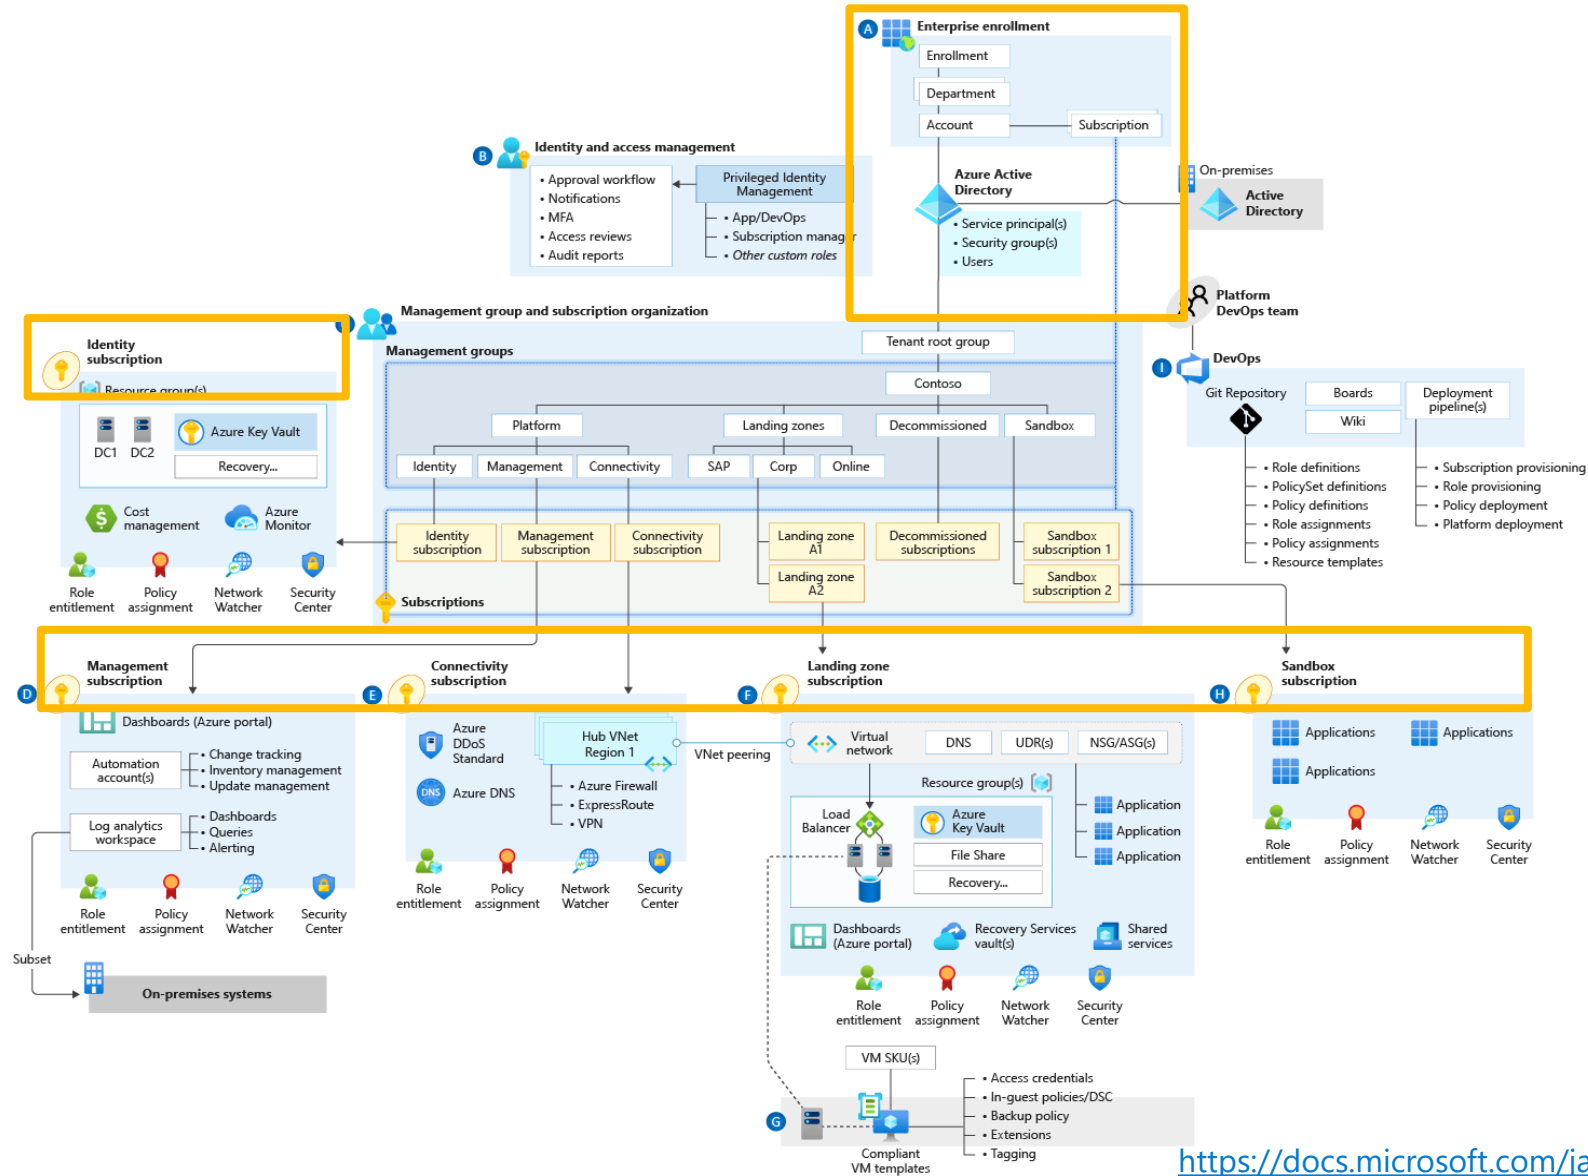 A
Enterprise enrollment
Enrollment
Department
Account
Subscription
B
Identity and access management
• Approval workflow
• Notifications
• MFA
• Access reviews
• Audit reports
Privileged Identity
Management
• App/DevOps
• Subscription manager
• Other custom roles
Azure Active
Directory
• Service principal(s)
• Security group(s)
• Users
On-premises
Active
Directory
Platform
DevOps team
I
DevOps
Git Repository
Boards
Wiki
Deployment
pipeline(s)
• Role definitions
• PolicySet definitions
• Policy definitions
• Role assignments
• Policy assignments
• Resource templates
• Subscription provisioning
• Role provisioning
• Policy deployment
• Platform deployment
Identity
subscription
Resource group(s)
DC1
DC2
Azure Key Vault
Recovery...
Cost
management
Azure
Monitor
Role
entitlement
Policy
assignment
Network
Watcher
Security
Center
Management group and subscription organization
Management groups
Tenant root group
Contoso
Platform
Landing zones
Decommissioned
Sandbox
Identity
Management
Connectivity
SAP
Corp
Online
Identity
subscription
Management
subscription
Connectivity
subscription
Landing zone
A1
Decommissioned
subscriptions
Sandbox
subscription 1
Landing zone
A2
Sandbox
subscription 2
Subscriptions
D
Management
subscription
Dashboards (Azure portal)
Automation
account(s)
• Change tracking
• Inventory management
• Update management
Log analytics
workspace
• Dashboards
• Queries
• Alerting
Role
entitlement
Policy
assignment
Network
Watcher
Security
Center
Subset
On-premises systems
E
Connectivity
subscription
Azure
DDoS
Standard
DNS
Azure DNS
Hub VNet
Region 1
• Azure Firewall
• ExpressRoute
• VPN
Role
entitlement
Policy
assignment
Network
Watcher
Security
Center
VNet peering
F
Landing zone
subscription
Virtual
network
DNS
UDR(s)
NSG/ASG(s)
Resource group(s)
Load
Balancer
Azure
Key Vault
File Share
Recovery...
Application
Application
Application
Dashboards
(Azure portal)
Recovery Services
vault(s)
Shared
services
Role
entitlement
Policy
assignment
Network
Watcher
Security
Center
H
Sandbox
subscription
Applications
Applications
Applications
Role
entitlement
Policy
assignment
Network
Watcher
Security
Center
G
VM SKU(s)
Compliant
VM templates
• Access credentials
• In-guest policies/DSC
• Backup policy
• Extensions
• Tagging
https://docs.microsoft.com/ja